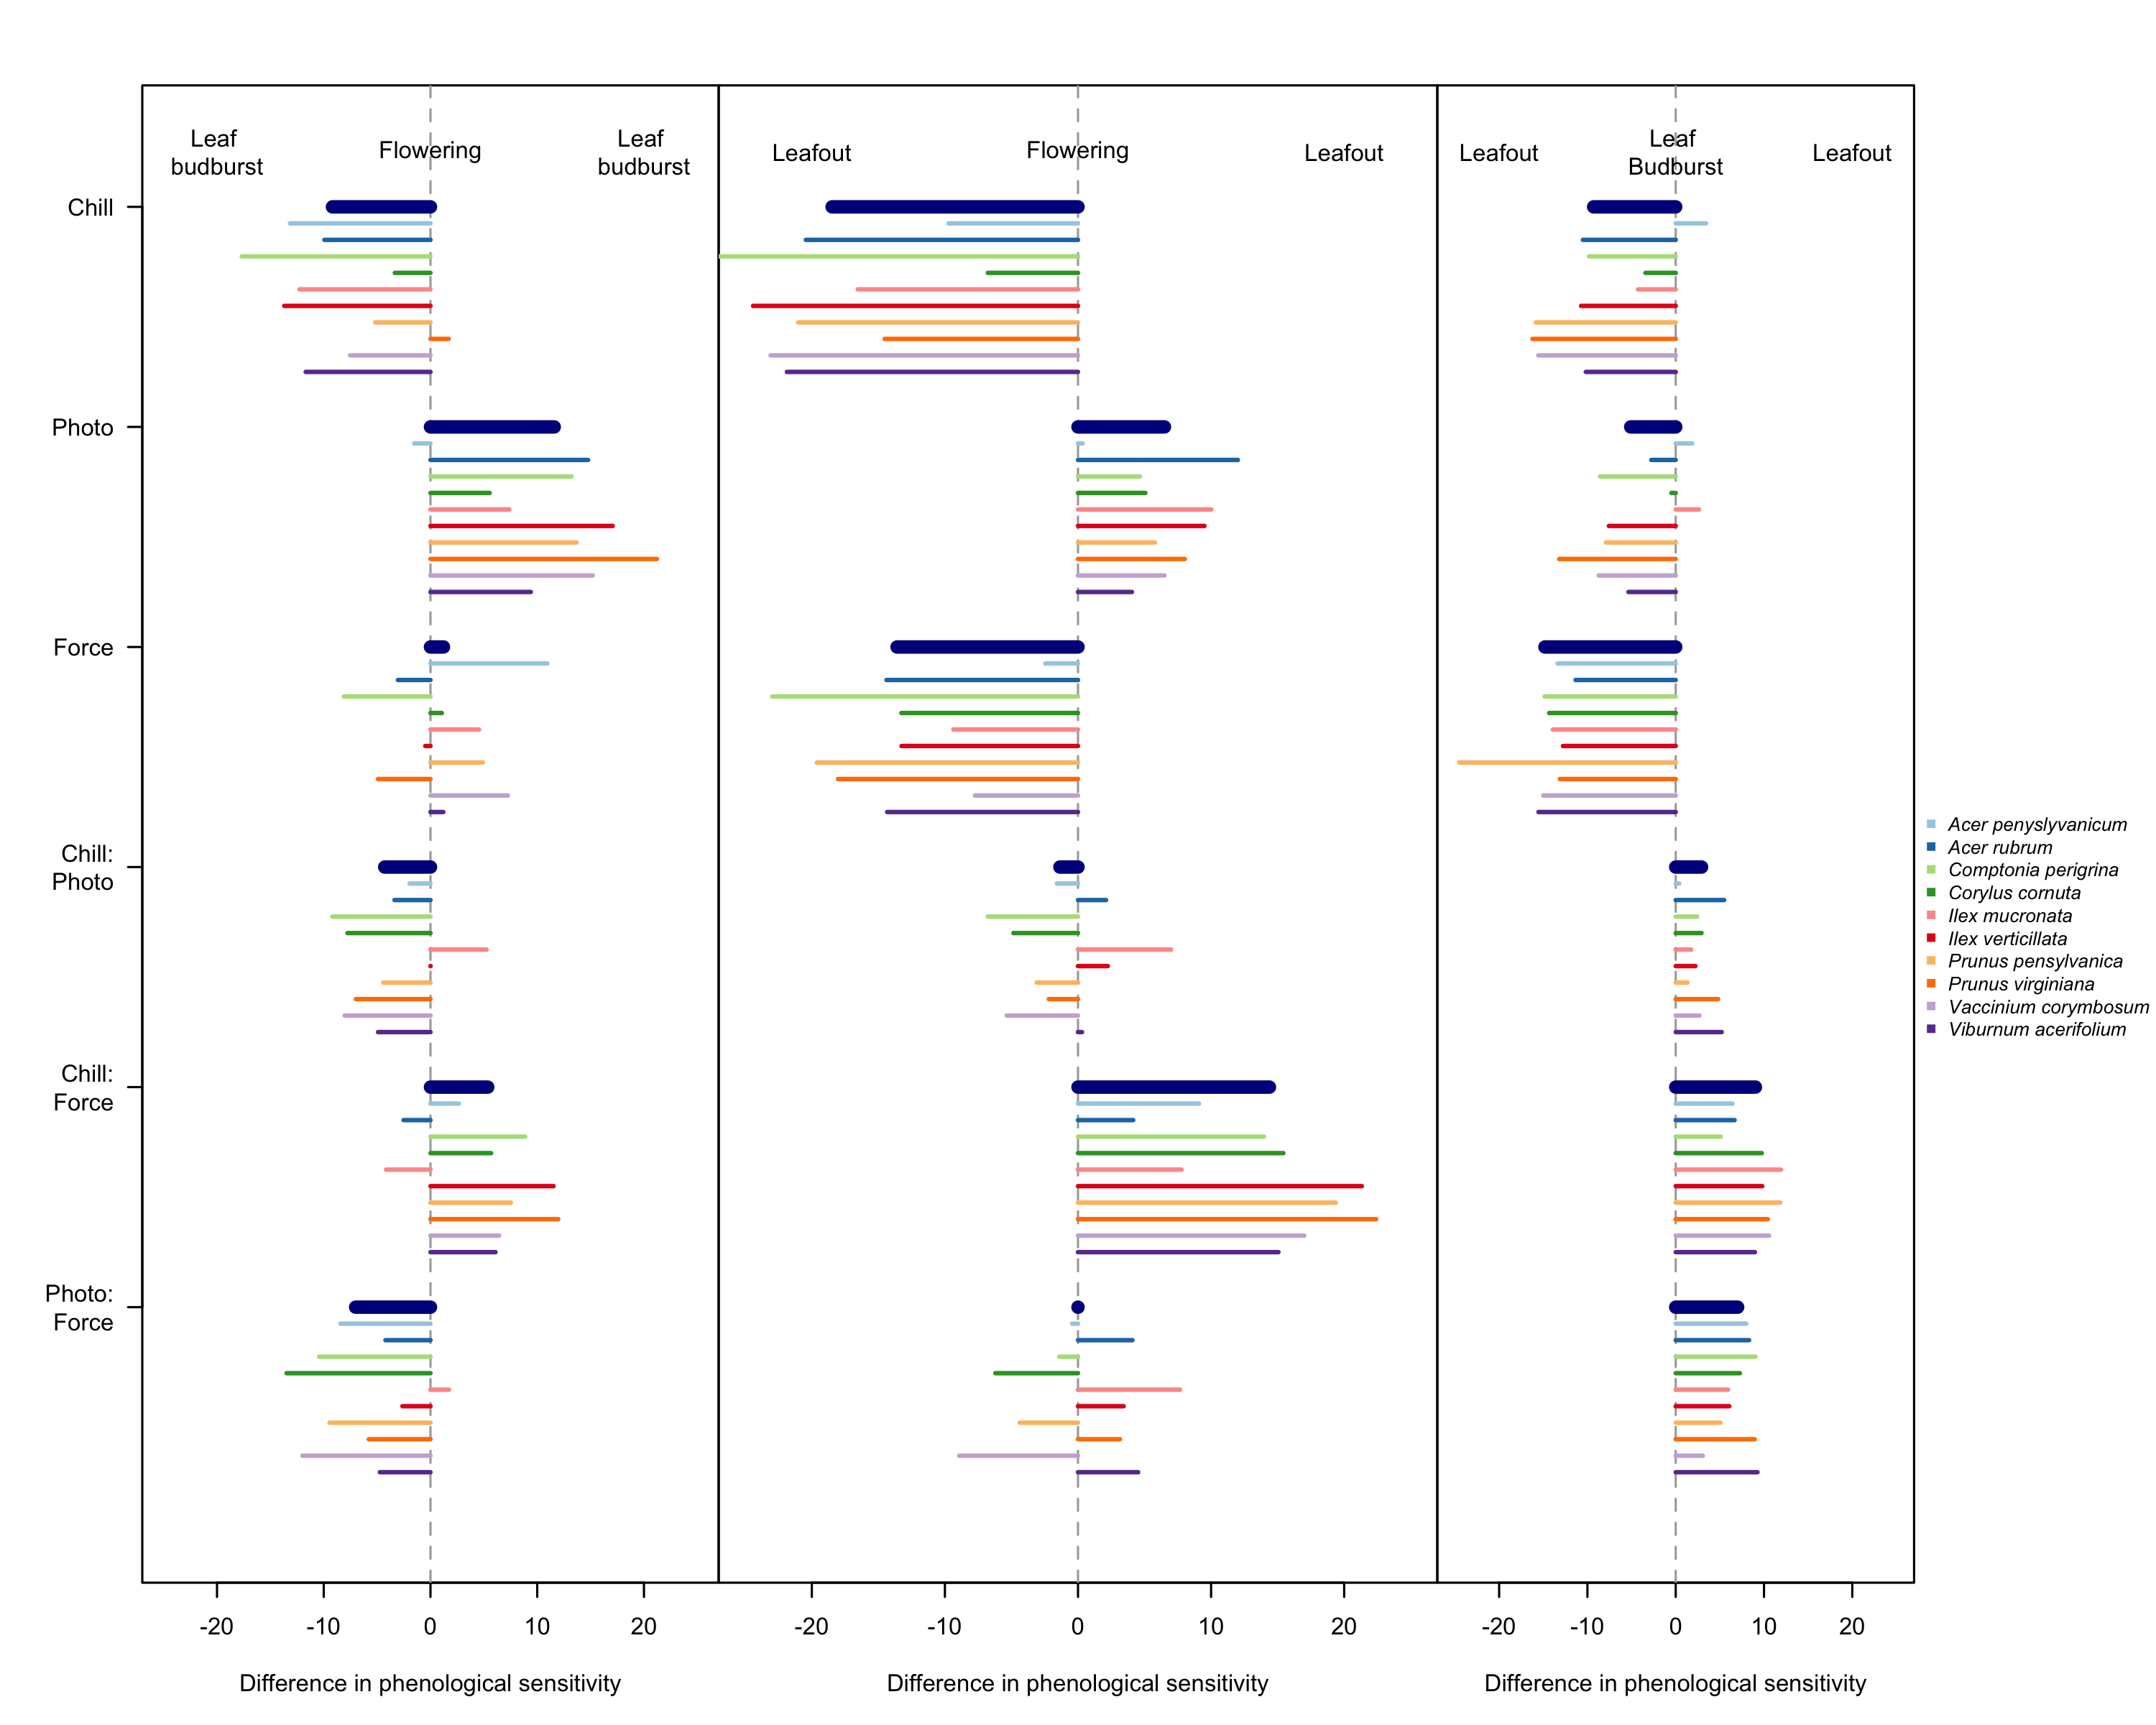 Leaf
budburst
Flowering
Leaf
budburst
Leafout
Flowering
Leafout
Leafout
Leaf
Budburst
Leafout
Chill
Photo
Force
Chill:
Photo
Chill:
Force
Photo:
Force
Acer penyslyvanicum
Acer rubrum
Comptonia perigrina
Corylus cornuta
Ilex mucronata
Ilex verticillata
Prunus pensylvanica
Prunus virginiana
Vaccinium corymbosum
Viburnum acerifolium
-20 -10 0 10 20
-20 -10 0 10 20
-20 -10 0 10 20
Difference in phenological sensitivity
Difference in phenological sensitivity
Difference in phenological sensitivity